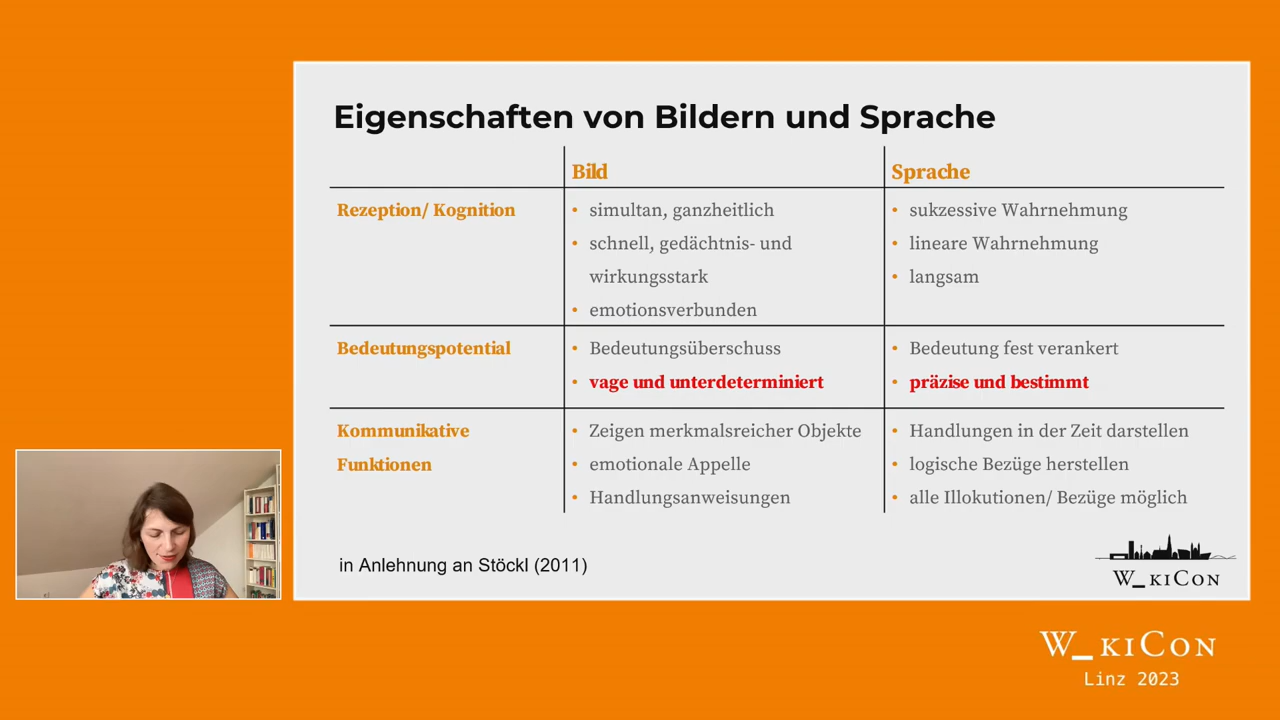 Eigenschaften von Bildern und Sprache
Bild
Sprache
Rezeption/ Kognition
• simultan, ganzheitlich
• schnell, gedächtnis- und
wirkungsstark
• emotionsverbunden
• sukzessive Wahrnehmung
• lineare Wahrnehmung
• langsam
Bedeutungspotential
• Bedeutungsüberschuss
• vage und unterdeterminiert
• Bedeutung fest verankert
• präzise und bestimmt
Kommunikative
Funktionen
• Zeigen merkmalsreicher Objekte
• emotionale Appelle
• Handlungsanweisungen
• Handlungen in der Zeit darstellen
• logische Bezüge herstellen
• alle Illokutionen/ Bezüge möglich
in Anlehnung an Stöckl (2011)
W_KICON
W_KICON
Linz 2023